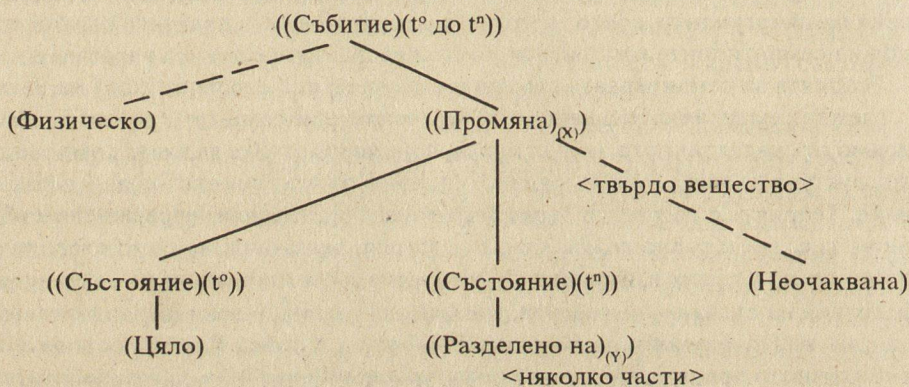 ((Събитие)(t° до tⁿ))
(Физическо) ((Промяна)₍ₓ₎)
<твърдо вещество>
((Състояние)(t°)) ((Състояние)(tⁿ)) (Неочаквана)
(Цяло) ((Разделено на)(Y)
<няколко части>